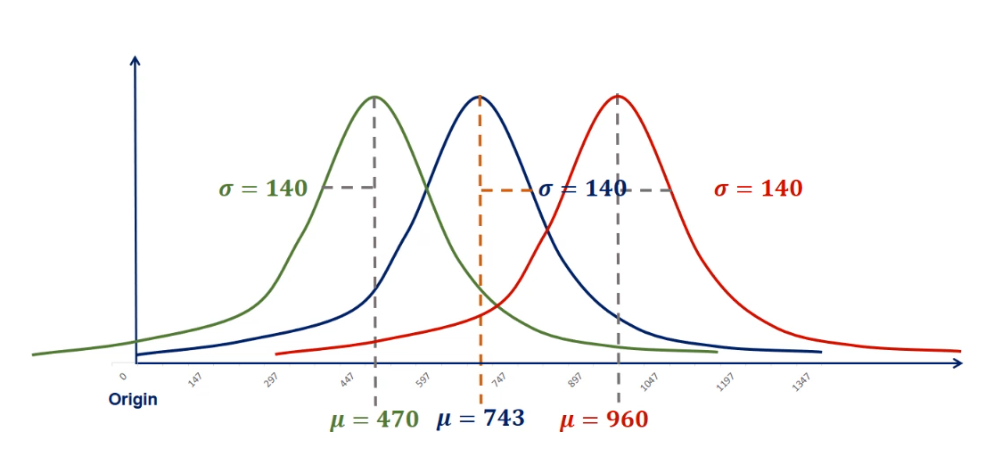 σ = 140
σ = 140
σ = 140
0
147
297
447
597
747
897
1047
1197
1347
Origin
μ = 470
μ = 743
μ = 960